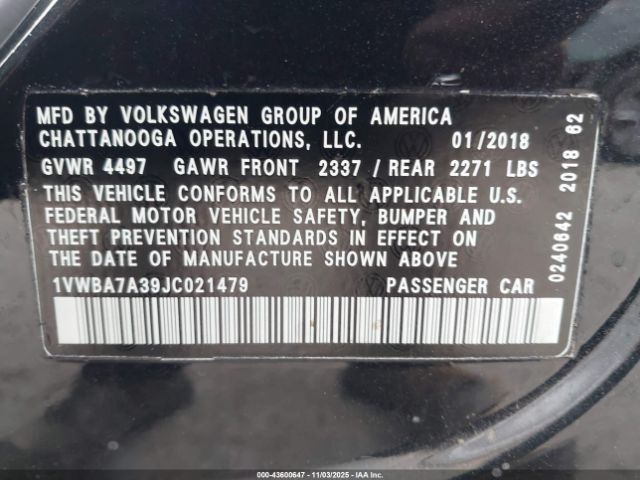 MFD BY VOLKSWAGEN GROUP OF AMERICA
CHATTANOOGA OPERATIONS, LLC. 01/2018
GVWR 4497 GAWR FRONT 2337 / REAR 2271 LBS
THIS VEHICLE CONFORMS TO ALL APPLICABLE U.S.
FEDERAL MOTOR VEHICLE SAFETY, BUMPER AND
THEFT PREVENTION STANDARDS IN EFFECT ON
THE DATE OF MANUFACTURE SHOWN ABOVE
1VWBA7A39JC021479 PASSENGER CAR
0240642 2018 62
000-43600647 - 11/03/2025 - IAAI, Inc.